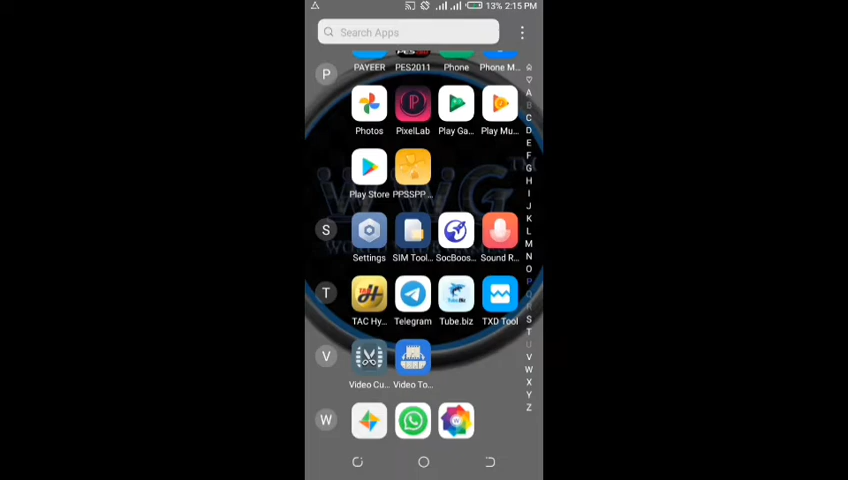 13% 2:15 PM
Search Apps
PAYEER PES2011 Phone Phone M...
P
Photos PixelLab Play Ga... Play Mu...
Play Store PPSSPP...
S
Settings SIM Tool... SocBoos... Sound R...
T
TAC Hy... Telegram Tube.biz TXD Tool
V
Video Cu... Video To...
W
A
B
C
D
E
F
G
H
I
J
K
L
M
N
O
P
Q
R
S
T
U
V
W
X
Y
Z
WWG™